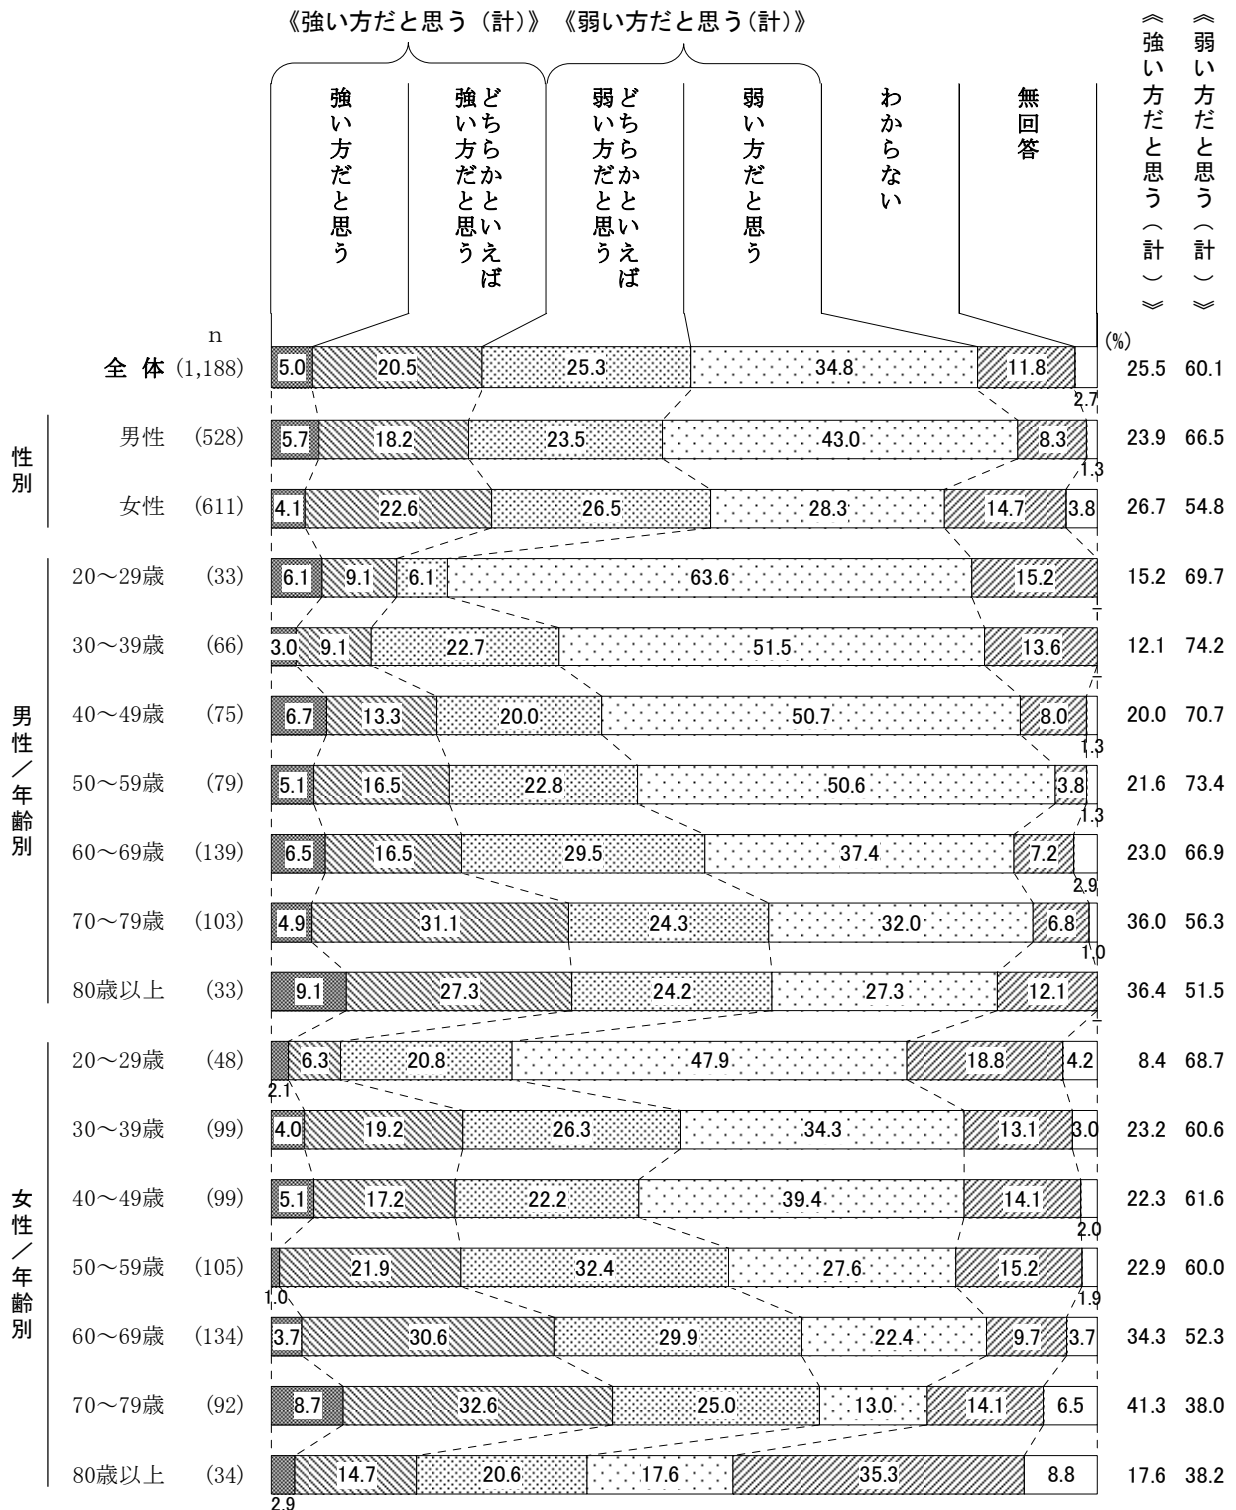 《強い方だと思う（計）》 《弱い方だと思う（計）》
強い方だと思う
どちらかといえば
強い方だと思う
どちらかといえば
弱い方だと思う
弱い方だと思う
わからない
無回答
《強い方だと思う（計）》
《弱い方だと思う（計）》
n
(%)
全 体 (1,188) 5.0 20.5 25.3 34.8 11.8 2.7 25.5 60.1
性別
男性 (528) 5.7 18.2 23.5 43.0 8.3 1.3 23.9 66.5
女性 (611) 4.1 22.6 26.5 28.3 14.7 3.8 26.7 54.8
男性／年齢別
20～29歳 (33) 6.1 9.1 6.1 63.6 15.2 － 15.2 69.7
30～39歳 (66) 3.0 9.1 22.7 51.5 13.6 － 12.1 74.2
40～49歳 (75) 6.7 13.3 20.0 50.7 8.0 1.3 20.0 70.7
50～59歳 (79) 5.1 16.5 22.8 50.6 3.8 1.3 21.6 73.4
60～69歳 (139) 6.5 16.5 29.5 37.4 7.2 2.9 23.0 66.9
70～79歳 (103) 4.9 31.1 24.3 32.0 6.8 1.0 36.0 56.3
80歳以上 (33) 9.1 27.3 24.2 27.3 12.1 － 36.4 51.5
女性／年齢別
20～29歳 (48) 2.1 6.3 20.8 47.9 18.8 4.2 8.4 68.7
30～39歳 (99) 4.0 19.2 26.3 34.3 13.1 3.0 23.2 60.6
40～49歳 (99) 5.1 17.2 22.2 39.4 14.1 2.0 22.3 61.6
50～59歳 (105) 1.0 21.9 32.4 27.6 15.2 1.9 22.9 60.0
60～69歳 (134) 3.7 30.6 29.9 22.4 9.7 3.7 34.3 52.3
70～79歳 (92) 8.7 32.6 25.0 13.0 14.1 6.5 41.3 38.0
80歳以上 (34) 2.9 14.7 20.6 17.6 35.3 8.8 17.6 38.2